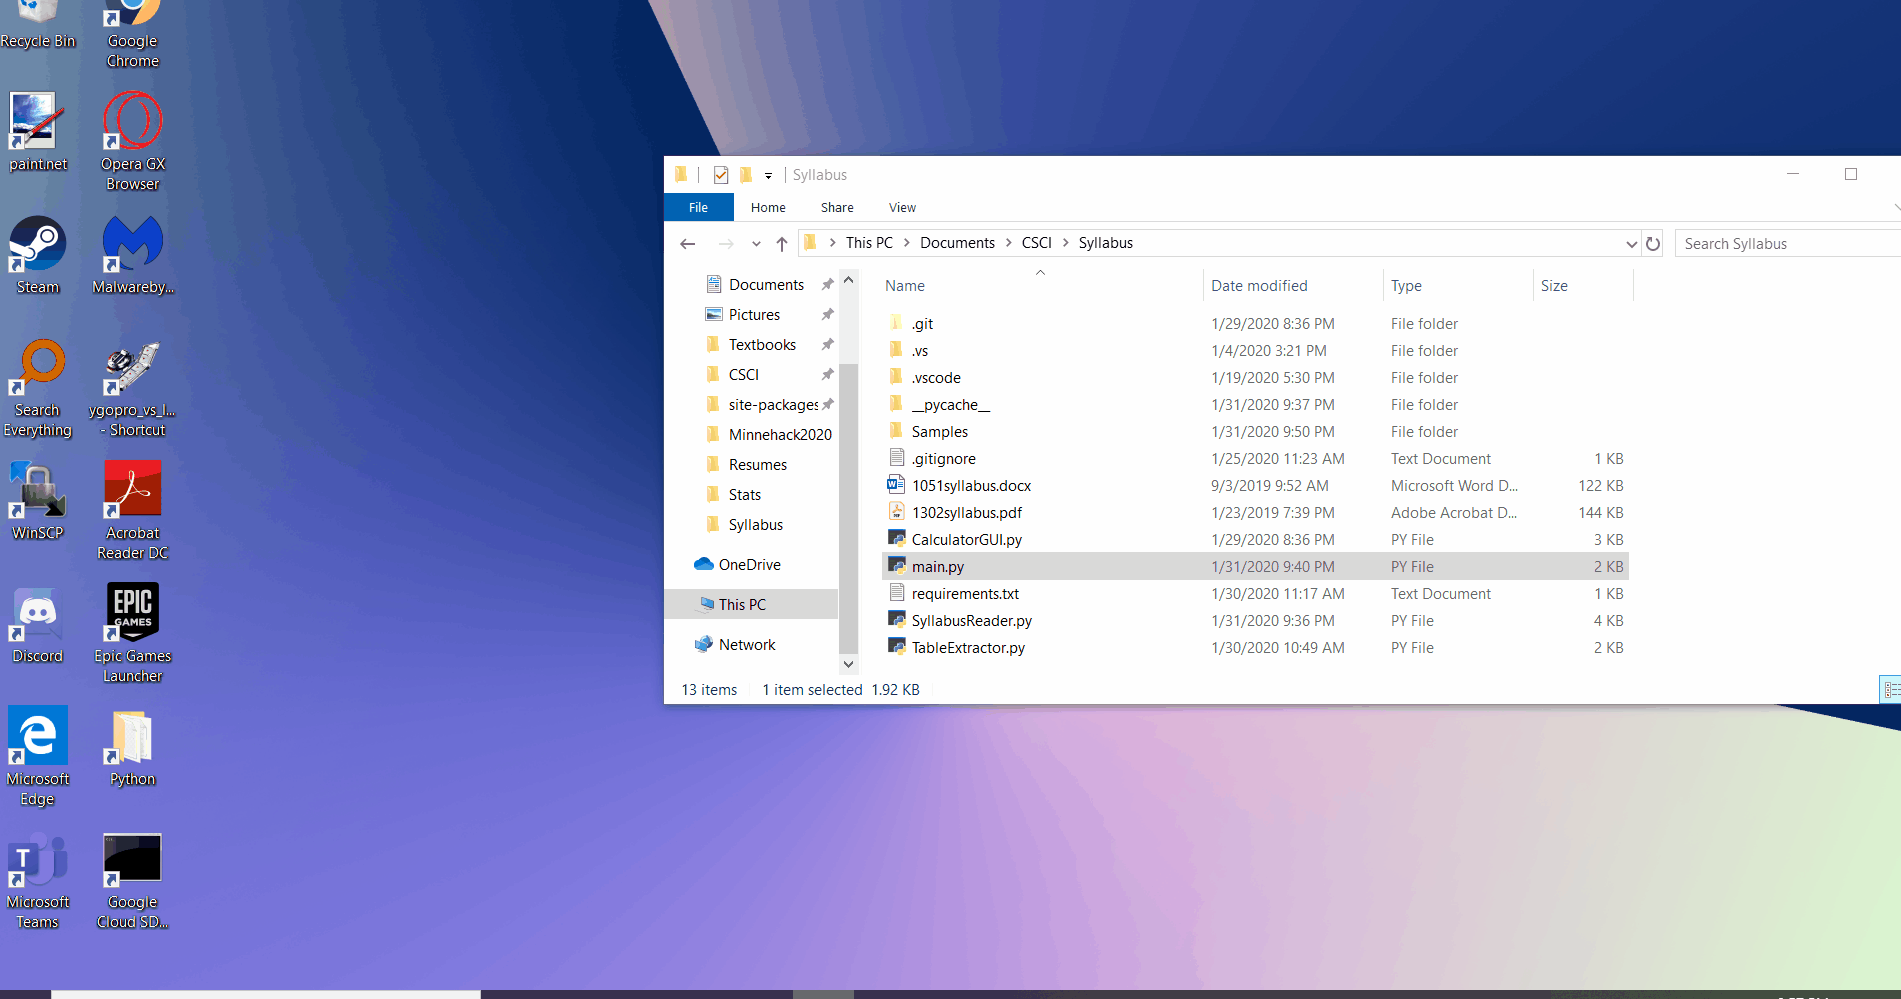 Recycle Bin
Google
Chrome
paint.net
Opera GX
Browser
Steam
Malwareby...
Search
Everything
ygopro_vs_l...
- Shortcut
WinSCP
Acrobat
Reader DC
Discord
EPIC
GAMES
Epic Games
Launcher
Microsoft
Edge
Python
T
Microsoft
Teams
Google
Cloud SD...
Syllabus
File Home Share View
This PC Documents CSCI Syllabus
Search Syllabus
Documents
Pictures
Textbooks
CSCI
site-packages
Minnehack2020
Resumes
Stats
Syllabus
OneDrive
This PC
Network
Name Date modified Type Size
.git 1/29/2020 8:36 PM File folder
.vs 1/4/2020 3:21 PM File folder
.vscode 1/19/2020 5:30 PM File folder
__pycache__ 1/31/2020 9:37 PM File folder
Samples 1/31/2020 9:50 PM File folder
.gitignore 1/25/2020 11:23 AM Text Document 1 KB
1051syllabus.docx 9/3/2019 9:52 AM Microsoft Word D... 122 KB
1302syllabus.pdf 1/23/2019 7:39 PM Adobe Acrobat D... 144 KB
CalculatorGUI.py 1/29/2020 8:36 PM PY File 3 KB
main.py 1/31/2020 9:40 PM PY File 2 KB
requirements.txt 1/30/2020 11:17 AM Text Document 1 KB
SyllabusReader.py 1/31/2020 9:36 PM PY File 4 KB
TableExtractor.py 1/30/2020 10:49 AM PY File 2 KB
13 items 1 item selected 1.92 KB